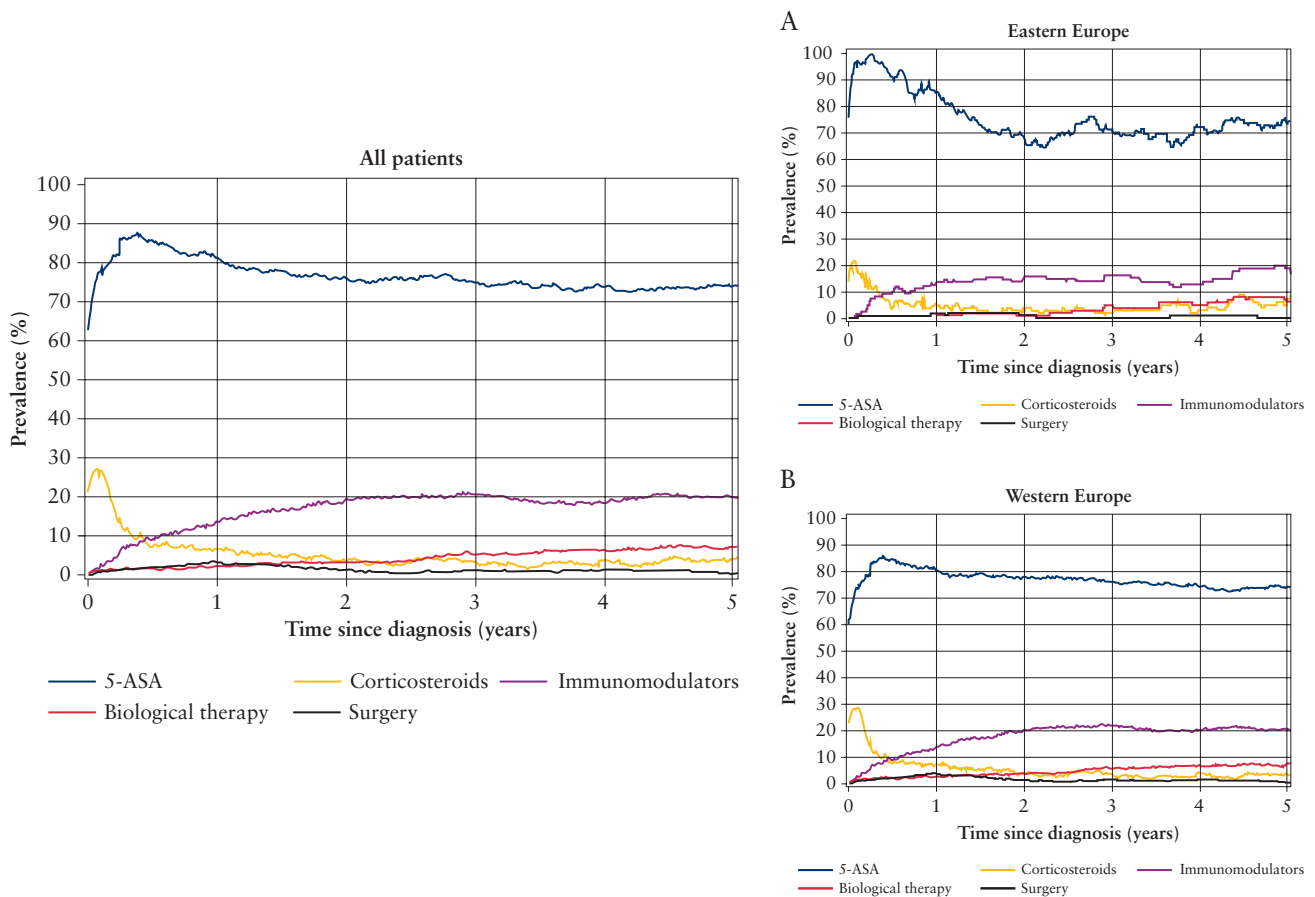 All patients
Prevalence (%)
100
90
80
70
60
50
40
30
20
10
0
0 1 2 3 4 5
Time since diagnosis (years)
5-ASA Corticosteroids Immunomodulators
Biological therapy Surgery
A
Eastern Europe
Prevalence (%)
100
90
80
70
60
50
40
30
20
10
0
0 1 2 3 4 5
Time since diagnosis (years)
5-ASA Corticosteroids Immunomodulators
Biological therapy Surgery
B
Western Europe
Prevalence (%)
100
90
80
70
60
50
40
30
20
10
0
0 1 2 3 4 5
Time since diagnosis (years)
5-ASA Corticosteroids Immunomodulators
Biological therapy Surgery